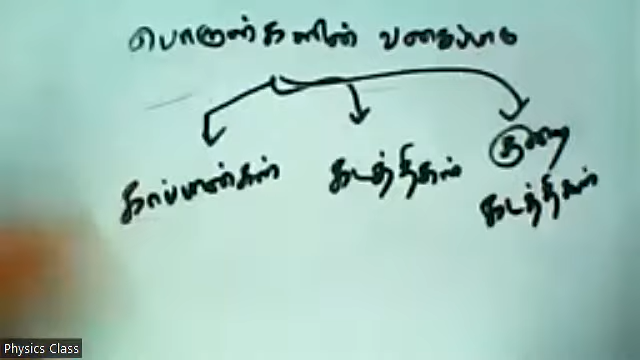 பொருள்களின் வகைப்பாடு
காப்பான்கள் கடத்திகள் குறை
கடத்திகள்
Physics Class